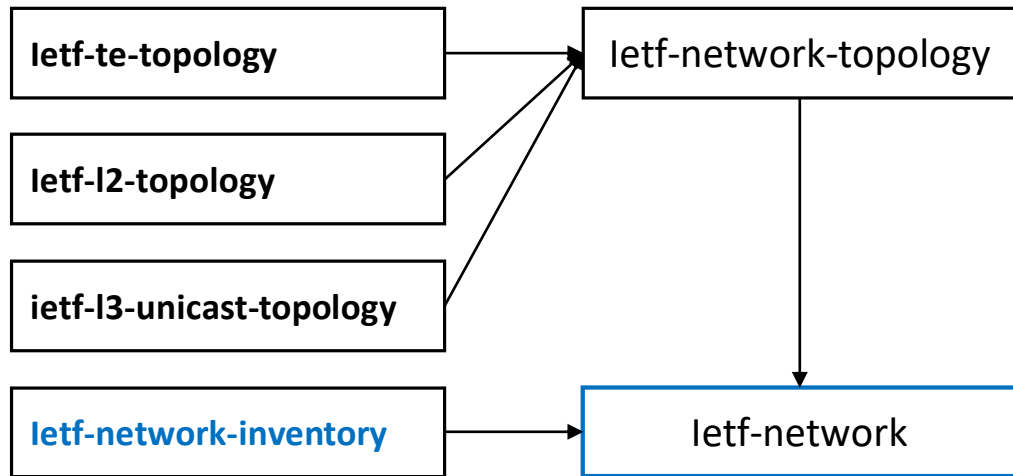 Ietf-te-topology
Ietf-network-topology
Ietf-l2-topology
ietf-l3-unicast-topology
Ietf-network-inventory
Ietf-network